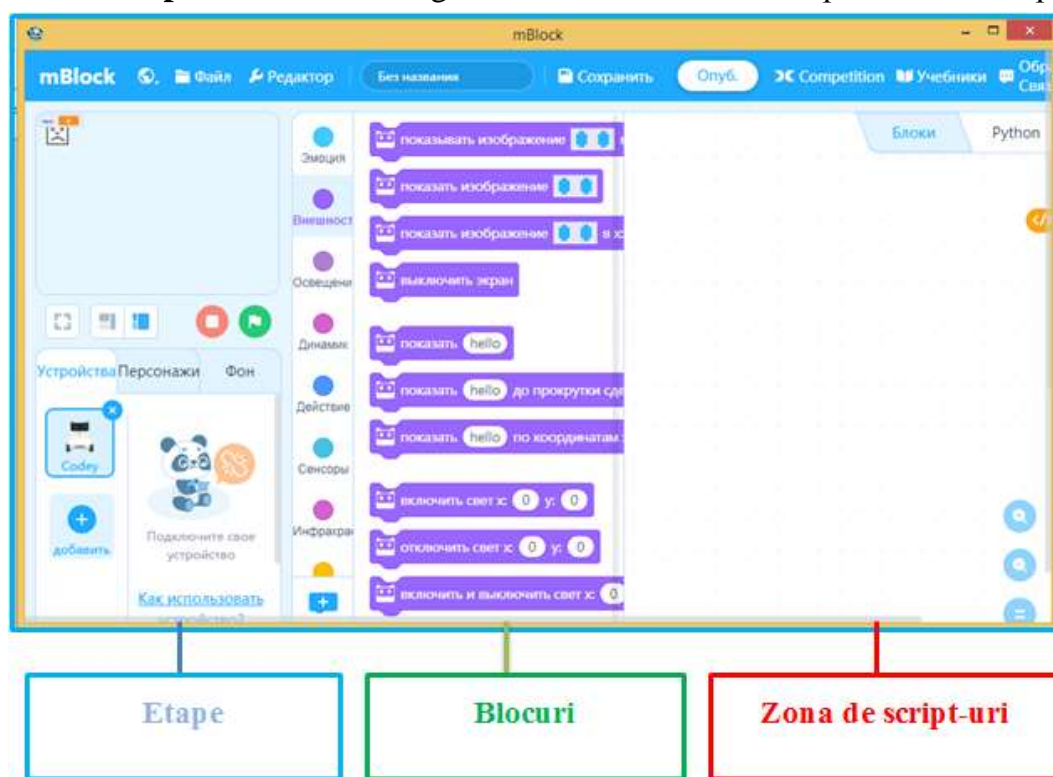 mBlock
mBlock Файл Редактор Без названия Сохранить Опуб. Competition Учебники
Блоки Python
Эмоция
Внешност
Освещени
Динамик
Действие
Сенсоры
Инфракра
показывать изображение
показать изображение
показать изображение в x:
выключить экран
показать hello
показать hello до прокрутки сде
показать hello по координатам
включить свет x: 0 y: 0
отключить свет x: 0 y: 0
включить и выключить свет x: 0
Устройства Персонажи Фон
Codey
добавить
Подключите свое
устройство
Как использовать
устройство?
Etape
Blocuri
Zona de script-uri